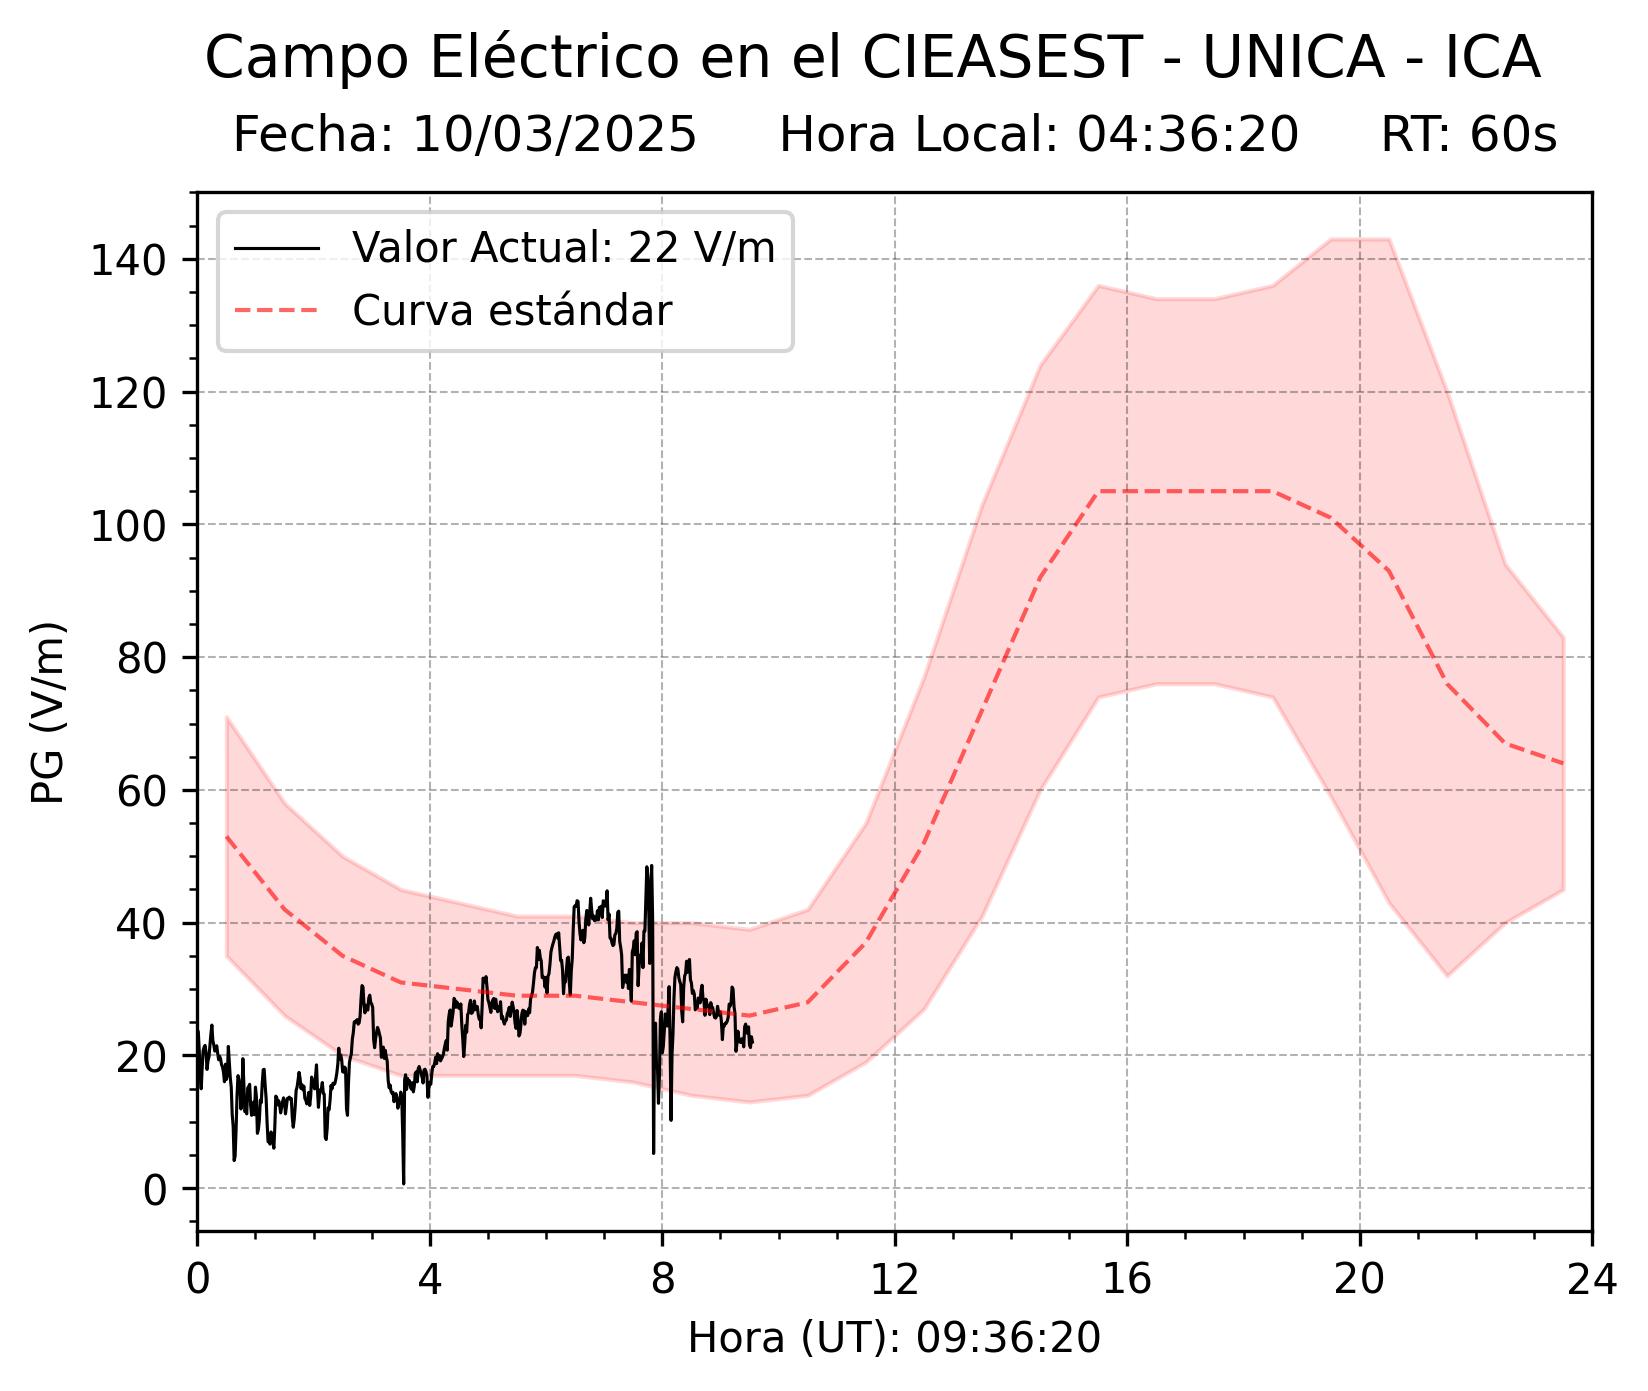 Campo Eléctrico en el CIEASEST - UNICA - ICA
Fecha: 10/03/2025 Hora Local: 04:36:20 RT: 60s
Valor Actual: 22 V/m
Curva estándar
140
120
100
80
60
40
20
0
PG (V/m)
0 4 8 12 16 20 24
Hora (UT): 09:36:20